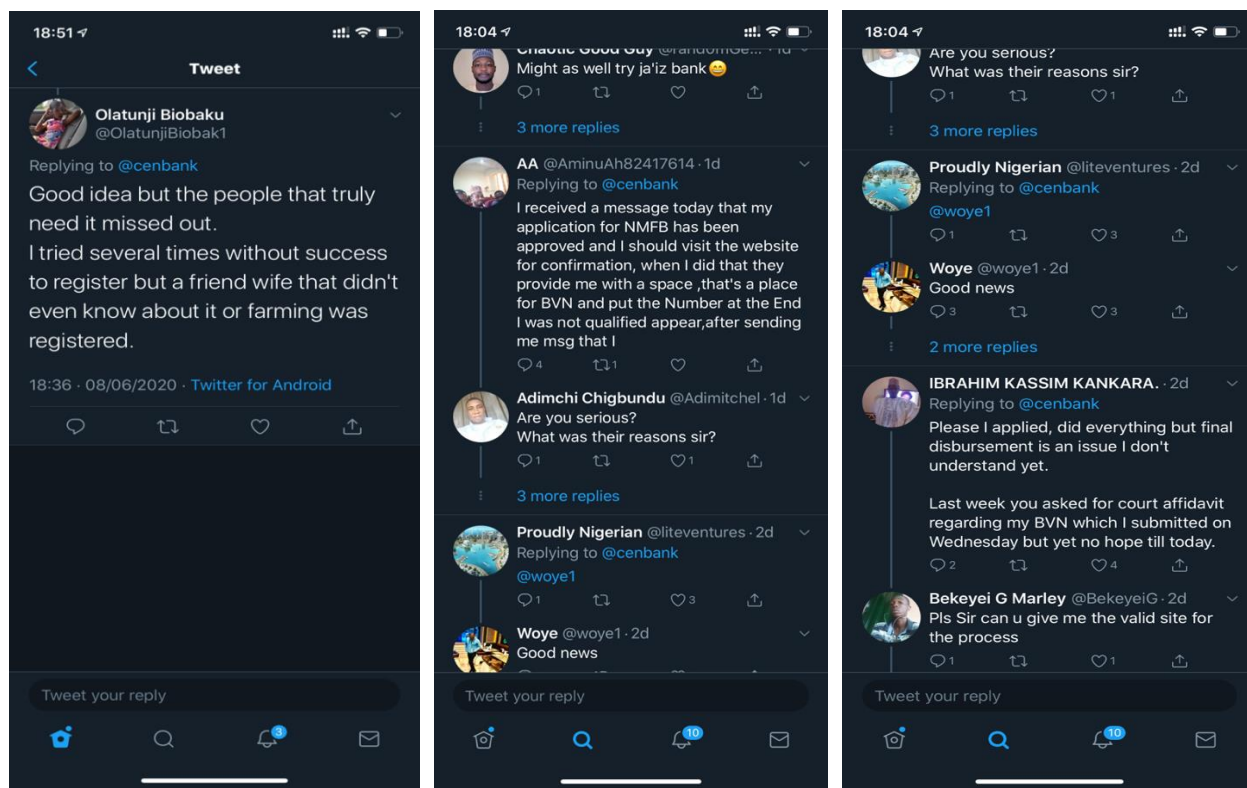 18:51
Tweet
Olatunji Biobaku
@OlatunjiBiobak1
Replying to @cenbank
Good idea but the people that truly
need it missed out.
I tried several times without success
to register but a friend wife that didn't
even know about it or farming was
registered.
18:36 · 08/06/2020 · Twitter for Android
Tweet your reply
3
18:04
Chaotic Good Guy @randomGe... · 1d
Might as well try ja'iz bank😄
1
3 more replies
AA @AminuAh82417614 · 1d
Replying to @cenbank
I received a message today that my
application for NMFB has been
approved and I should visit the website
for confirmation, when I did that they
provide me with a space ,that's a place
for BVN and put the Number at the End
I was not qualified appear,after sending
me msg that I
4 1
Adimchi Chigbundu @Adimitchel · 1d
Are you serious?
What was their reasons sir?
1 1
3 more replies
Proudly Nigerian @liteventures · 2d
Replying to @cenbank
@woye1
1 3
Woye @woye1 · 2d
Good news
Tweet your reply
10
18:04
Are you serious?
What was their reasons sir?
1 1
3 more replies
Proudly Nigerian @liteventures · 2d
Replying to @cenbank
@woye1
1 3
Woye @woye1 · 2d
Good news
3 3
2 more replies
IBRAHIM KASSIM KANKARA. · 2d
Replying to @cenbank
Please I applied, did everything but final
disbursement is an issue I don't
understand yet.
Last week you asked for court affidavit
regarding my BVN which I submitted on
Wednesday but yet no hope till today.
2 4
Bekeyei G Marley @BekeyeiG · 2d
Pls Sir can u give me the valid site for
the process
1 1
Tweet your reply
10